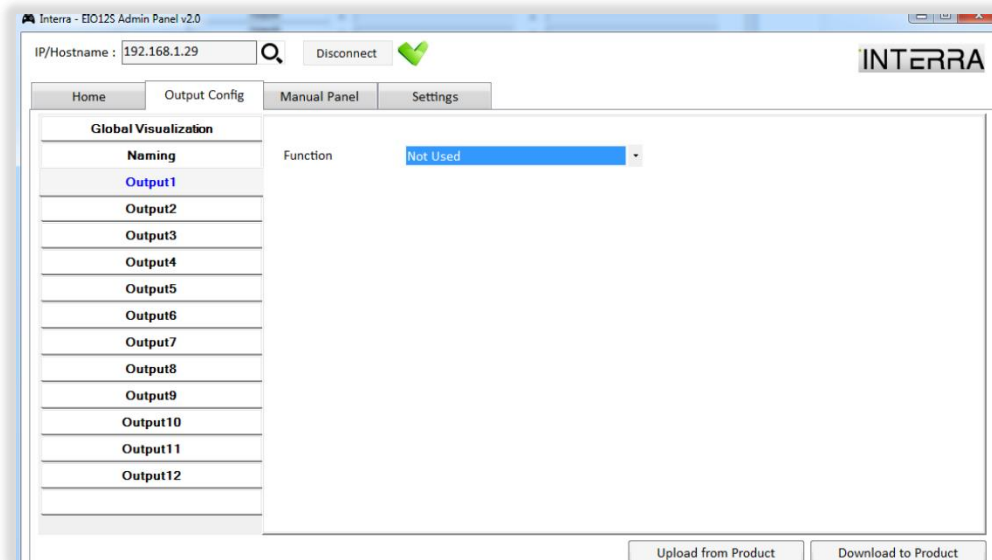 Interra - EIO12S Admin Panel v2.0
IP/Hostname : 192.168.1.29 Disconnect
INTERRA
Home Output Config Manual Panel Settings
Global Visualization
Naming
Function Not Used
Output1
Output2
Output3
Output4
Output5
Output6
Output7
Output8
Output9
Output10
Output11
Output12
Upload from Product Download to Product